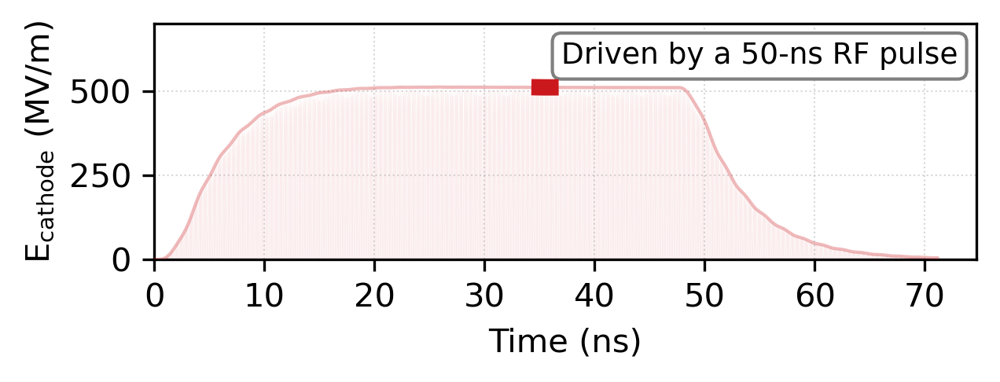 Driven by a 50-ns RF pulse
E_cathode (MV/m)
500
250
0
0 10 20 30 40 50 60 70
Time (ns)